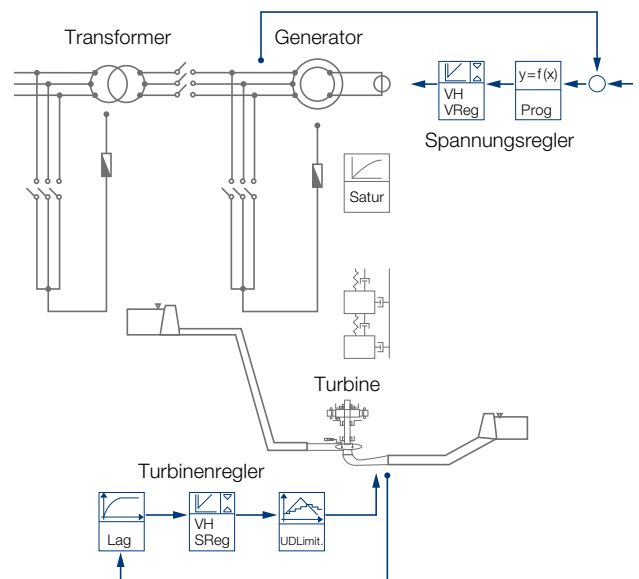 Transformer
Generator
y=f(x)
VH
VReg
Prog
Spannungsregler
Satur
Turbine
Turbinenregler
Lag
VH
SReg
UDLimit.